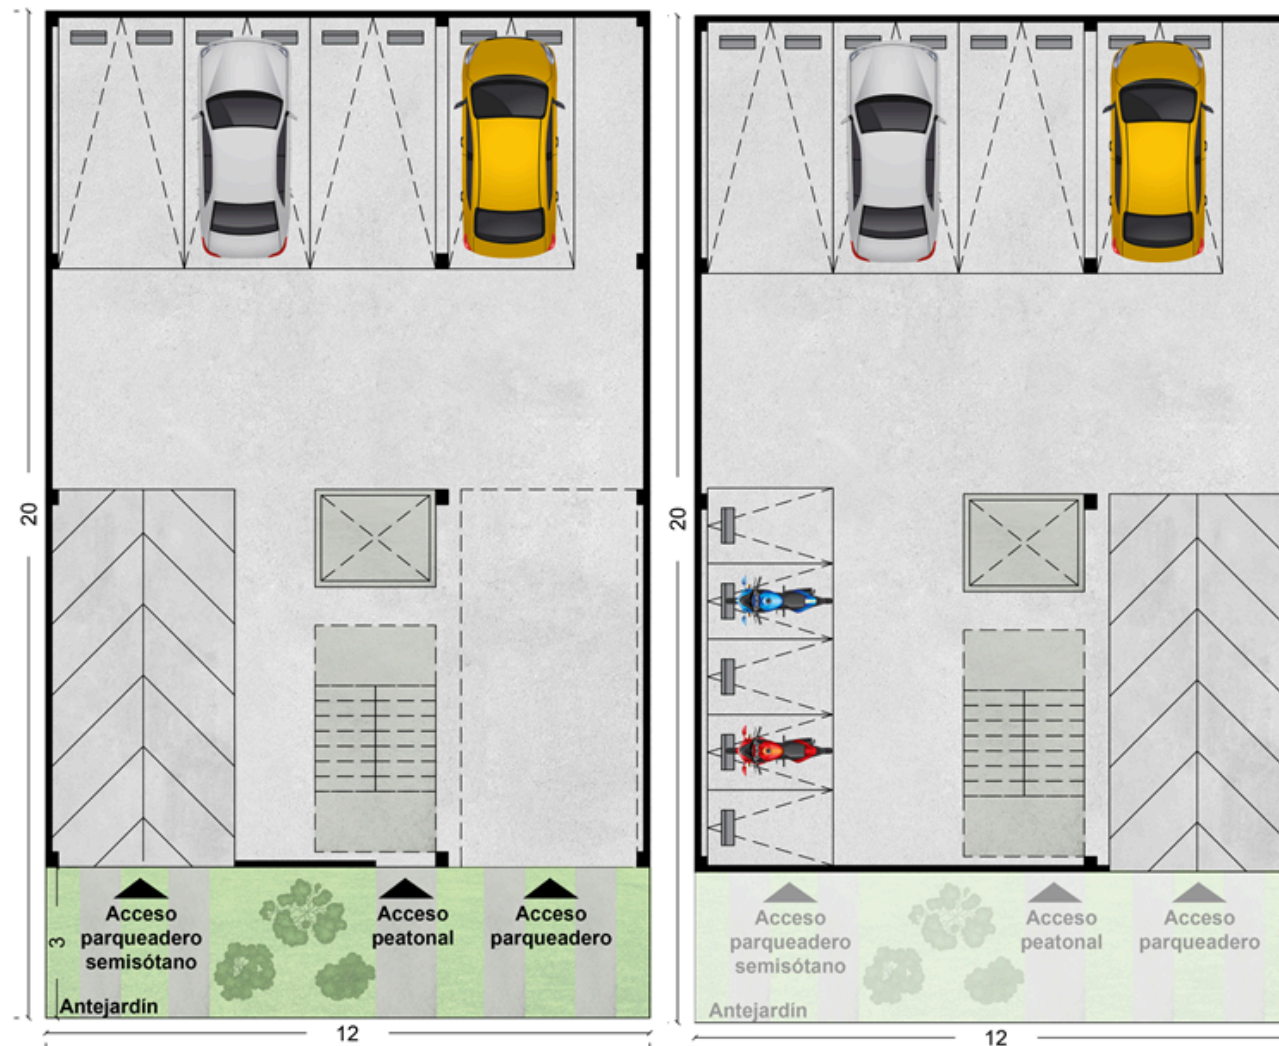 20
Acceso
parqueadero
semisótano
Acceso
peatonal
Acceso
parqueadero
3
Antejardín
12
20
Acceso
parqueadero
semisótano
Acceso
peatonal
Acceso
parqueadero
Antejardín
12